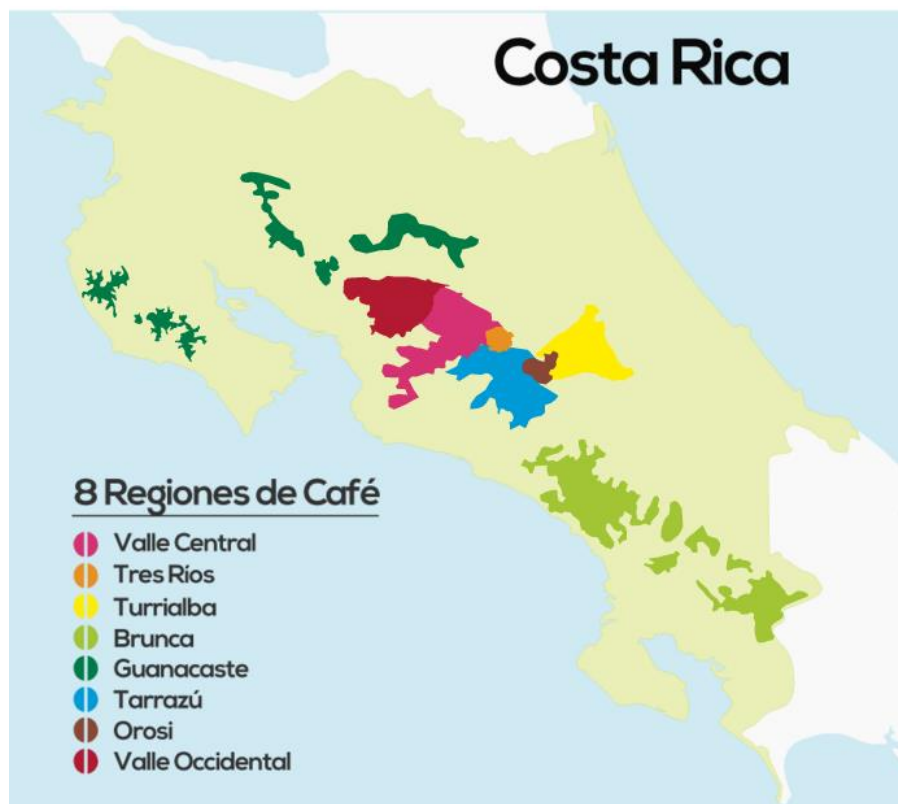 Costa Rica
8 Regiones de Café
Valle Central
Tres Ríos
Turrialba
Brunca
Guanacaste
Tarrazú
Orosi
Valle Occidental